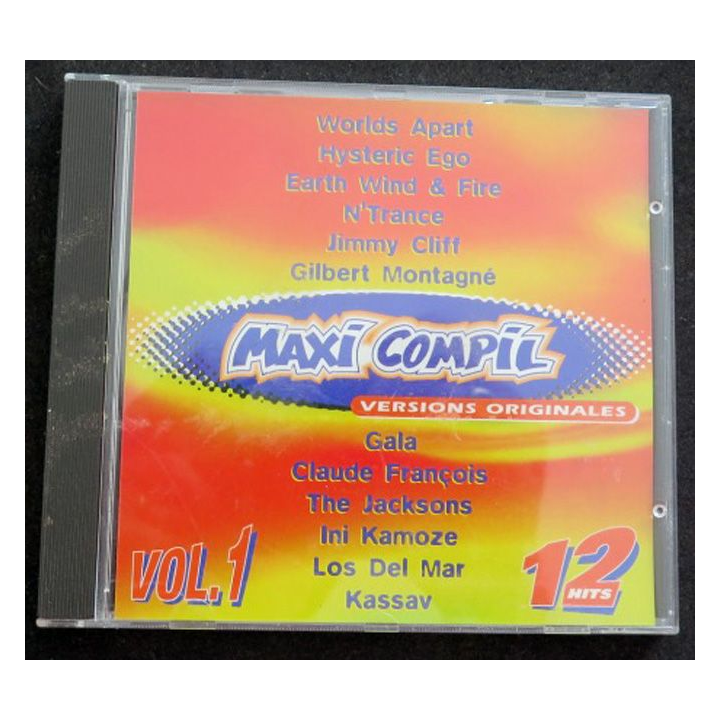 Worlds Apart
Hysteric Ego
Earth Wind & Fire
N'Trance
Jimmy Cliff
Gilbert Montagné
MAXi COMPiL
VERSIONS ORIGINALES
Gala
Claude François
The Jacksons
Ini Kamoze
Los Del Mar
Kassav
VOL.1
12
HITS